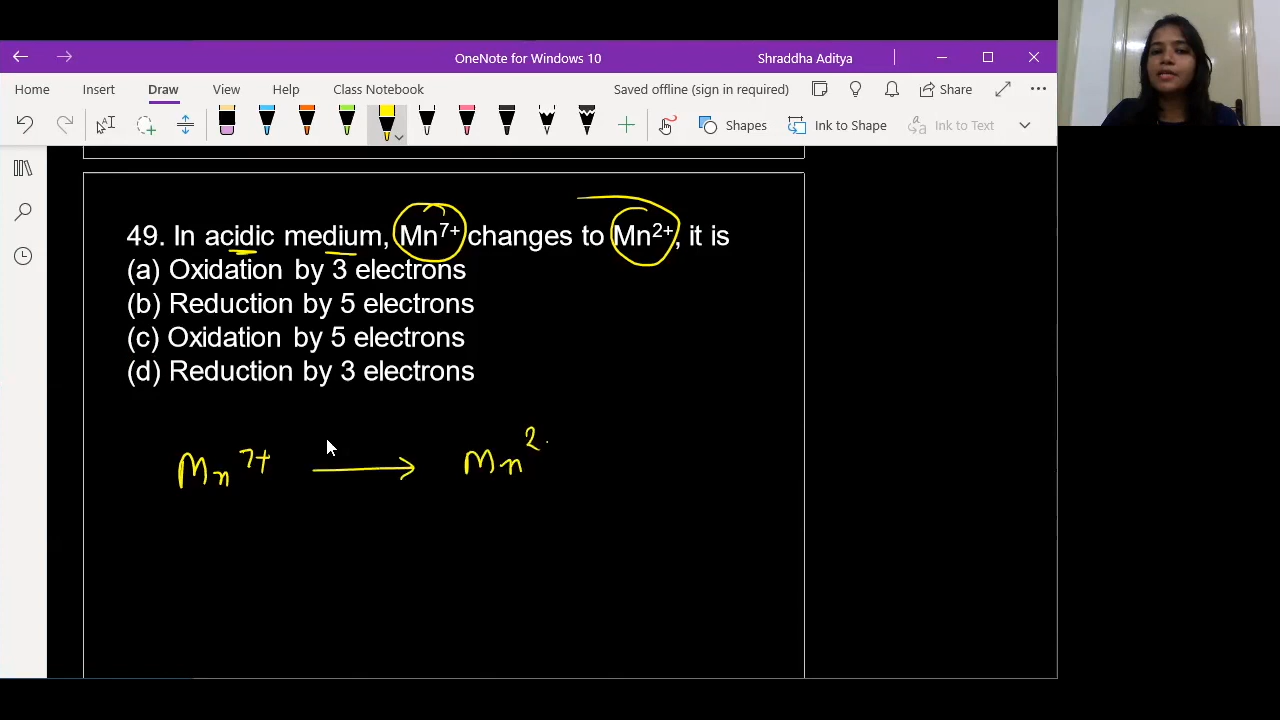 OneNote for Windows 10
Shraddha Aditya
Home Insert Draw View Help Class Notebook
Saved offline (sign in required)
Share
Shapes
Ink to Shape
Ink to Text
49. In acidic medium, Mn⁷⁺ changes to Mn²⁺, it is
(a) Oxidation by 3 electrons
(b) Reduction by 5 electrons
(c) Oxidation by 5 electrons
(d) Reduction by 3 electrons
Mn⁷⁺ → Mn²